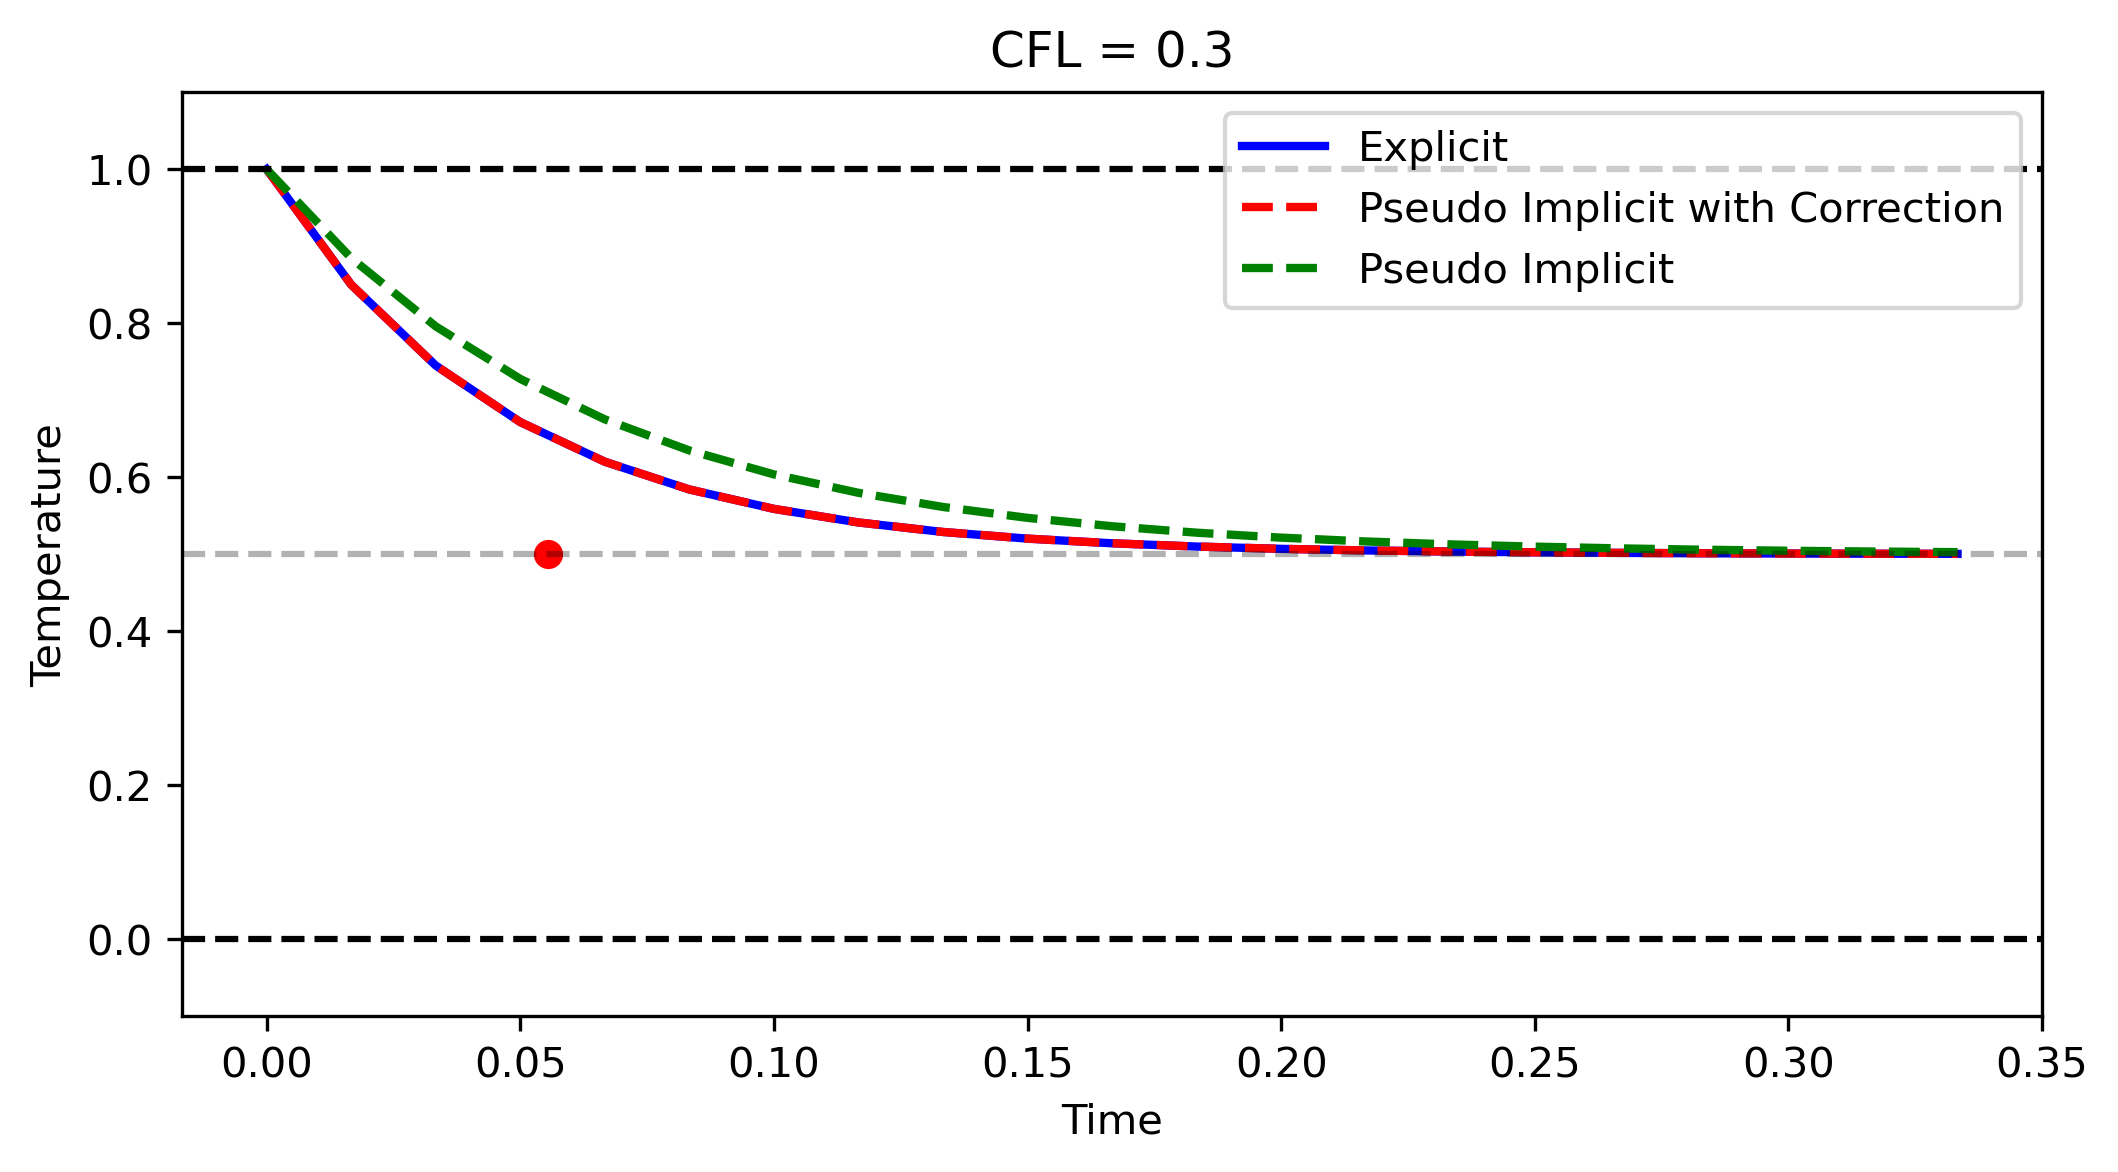 CFL = 0.3
Explicit
Pseudo Implicit with Correction
Pseudo Implicit
Temperature
1.0
0.8
0.6
0.4
0.2
0.0
0.00 0.05 0.10 0.15 0.20 0.25 0.30 0.35
Time